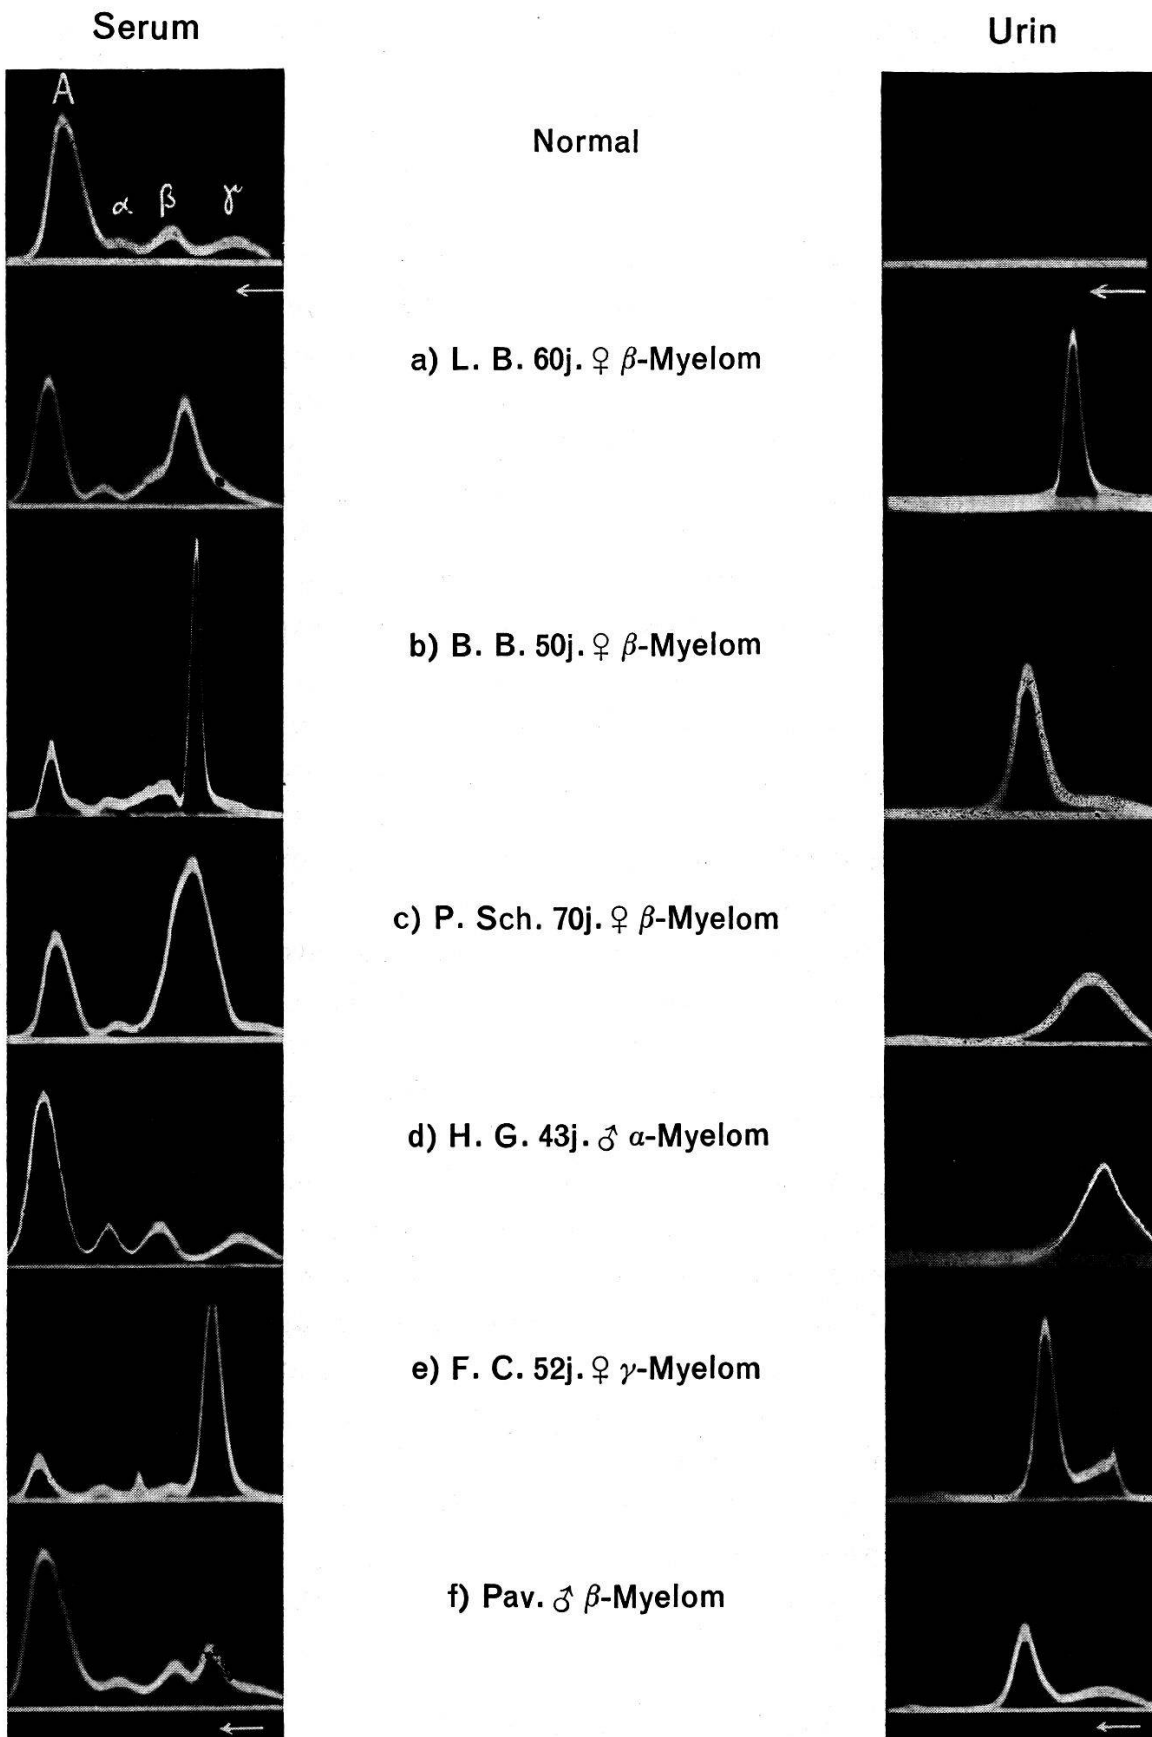 Serum
Urin
A
α β γ
Normal
a) L. B. 60j. ♀ β-Myelom
b) B. B. 50j. ♀ β-Myelom
c) P. Sch. 70j. ♀ β-Myelom
d) H. G. 43j. ♂ α-Myelom
e) F. C. 52j. ♀ γ-Myelom
f) Pav. ♂ β-Myelom